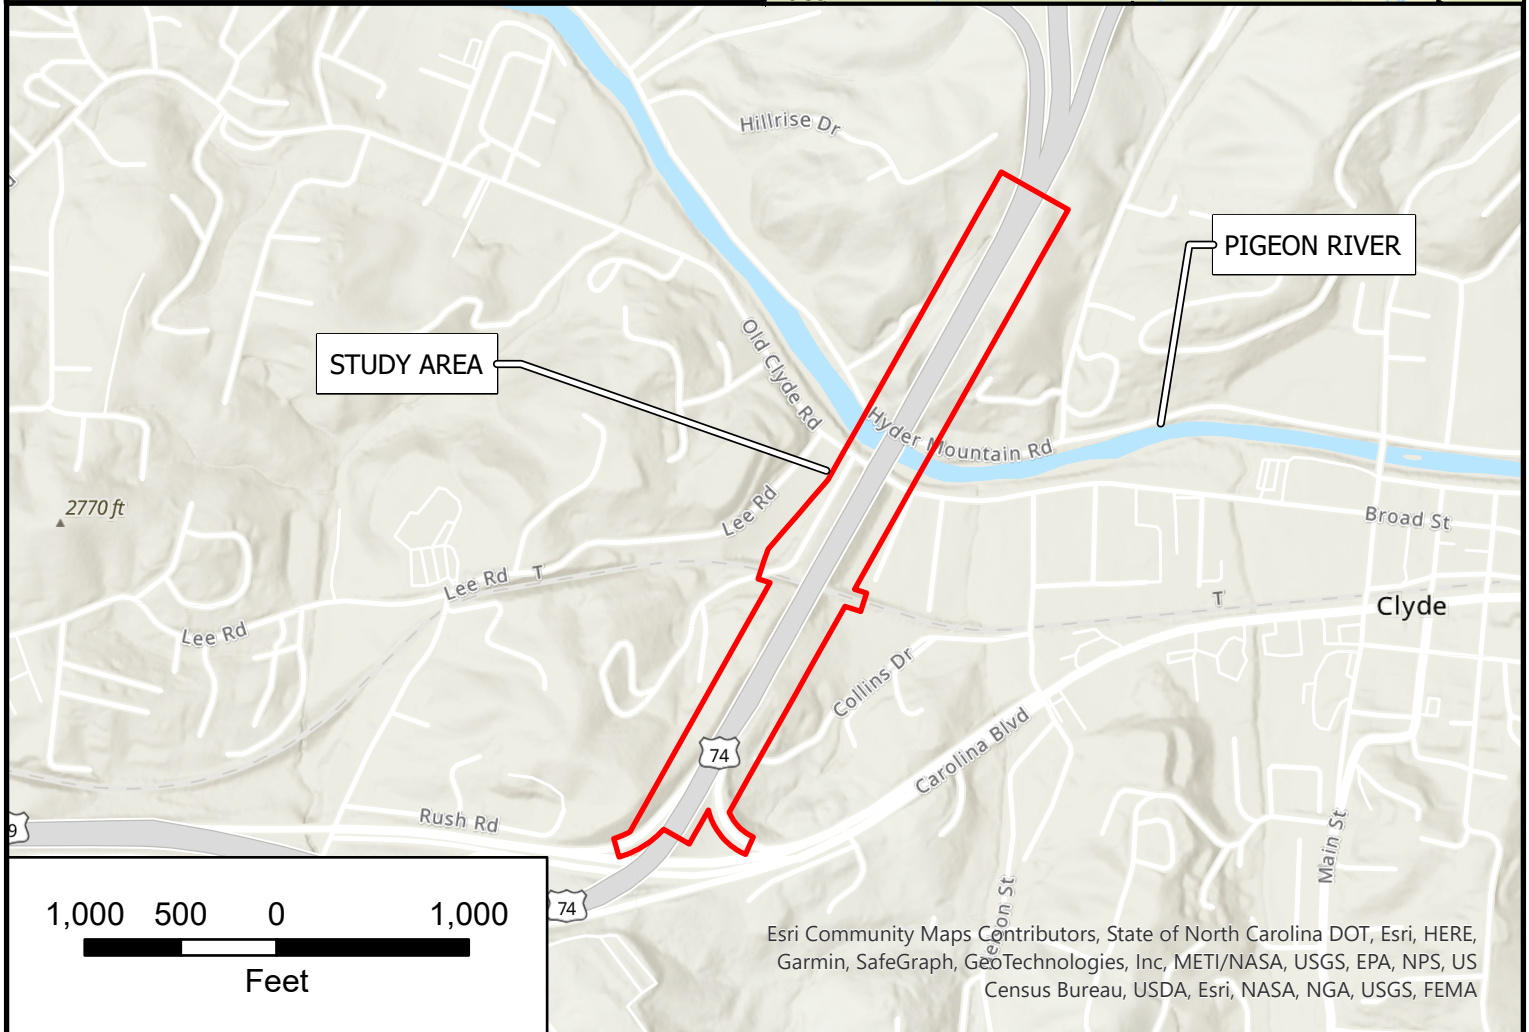 Hillrise Dr
PIGEON RIVER
STUDY AREA
Old Clyde Rd
Hyder Mountain Rd
2770 ft
Lee Rd
Broad St
Lee Rd
T
T
Clyde
Lee Rd
Collins Dr
74
Carolina Blvd
Rush Rd
9
Main St
74
1,000 500 0 1,000
Feet
Esri Community Maps Contributors, State of North Carolina DOT, Esri, HERE,
Garmin, SafeGraph, GeoTechnologies, Inc, METI/NASA, USGS, EPA, NPS, US
Census Bureau, USDA, Esri, NASA, NGA, USGS, FEMA